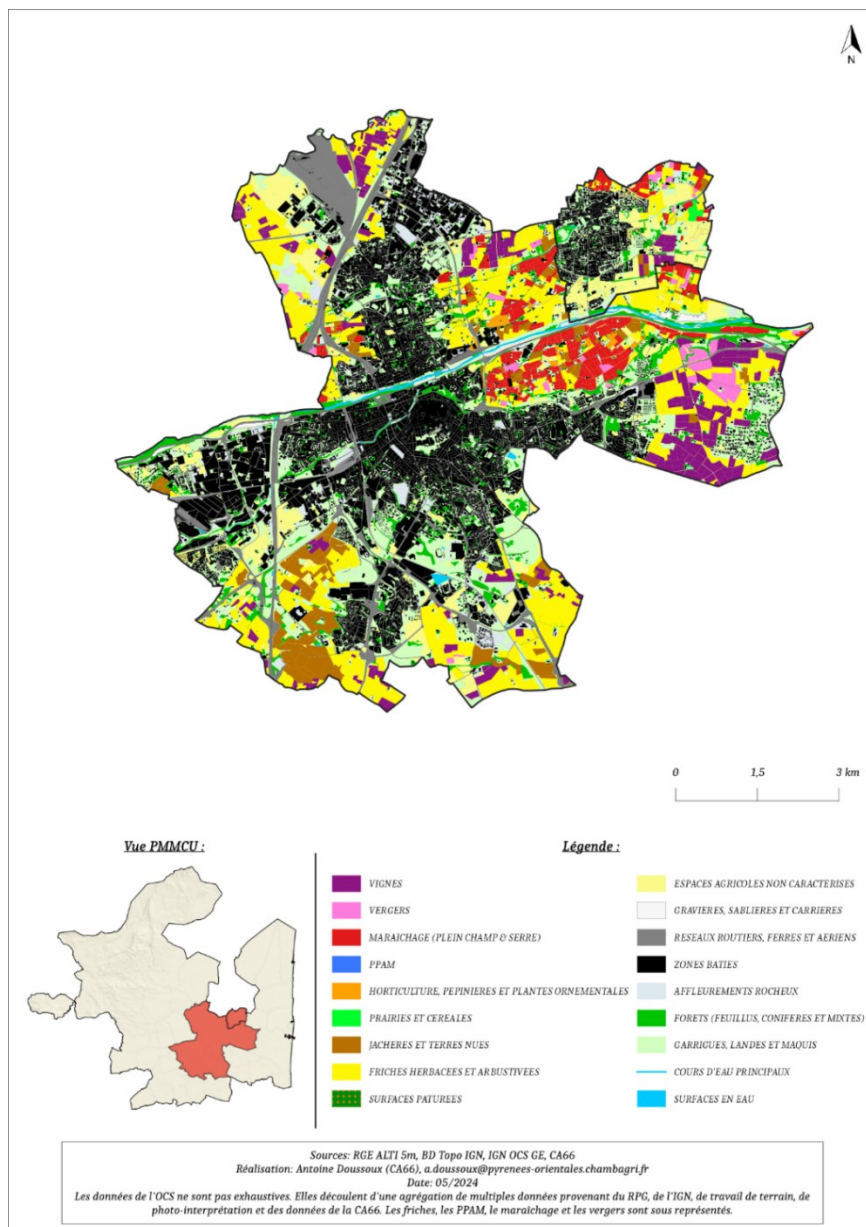 N
0 1,5 3 km
Vue PMMCU :
Légende :
VIGNES
VERGERS
MARAICHAGE (PLEIN CHAMP & SERRE)
PPAM
HORTICULTURE, PEPINIERES ET PLANTES ORNEMENTALES
PRAIRIES ET CEREALES
JACHERES ET TERRES NUES
FRICHES HERBACEES ET ARBUSTIVEES
SURFACES PATUREES
ESPACES AGRICOLES NON CARACTERISES
GRAVIERES, SABLIERES ET CARRIERES
RESEAUX ROUTIERS, FERRES ET AERIENS
ZONES BATIES
AFFLEUREMENTS ROCHEUX
FORETS (FEUILLUS, CONIFERES ET MIXTES)
GARRIGUES, LANDES ET MAQUIS
COURS D'EAU PRINCIPAUX
SURFACES EN EAU
Sources: RGE ALTI 5m, BD Topo IGN, IGN OCS GE, CA66
Réalisation: Antoine Doussoux (CA66), a.doussoux@pyrenees-orientales.chambagri.fr
Date: 05/2024
Les données de l'OCS ne sont pas exhaustives. Elles découlent d'une agrégation de multiples données provenant du RPG, de l'IGN, de travail de terrain, de
photo-interprétation et des données de la CA66. Les friches, les PPAM, le maraîchage et les vergers sont sous représentés.